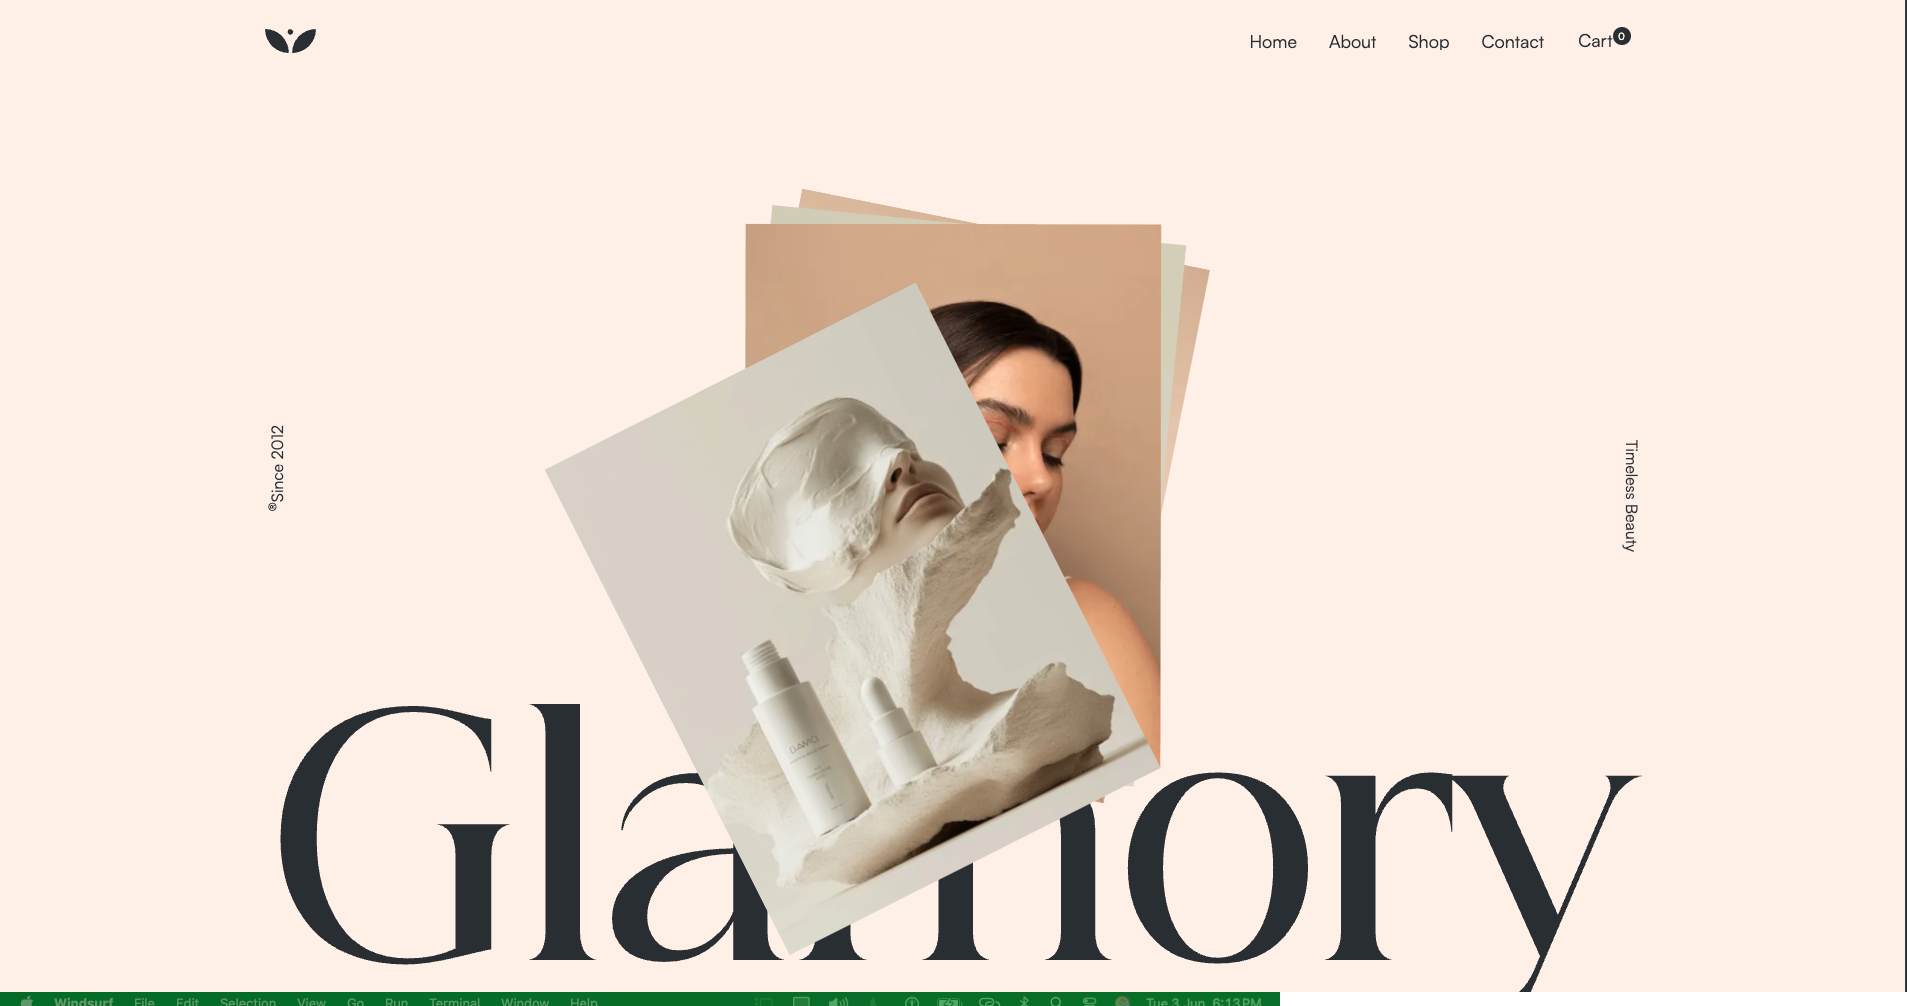 Home About Shop Contact Cart 0
®Since 2012
Timeless Beauty
Glamory
Windsurf File Edit Selection View Go Run Terminal Window Help Tue 3 Jun 6:13 PM